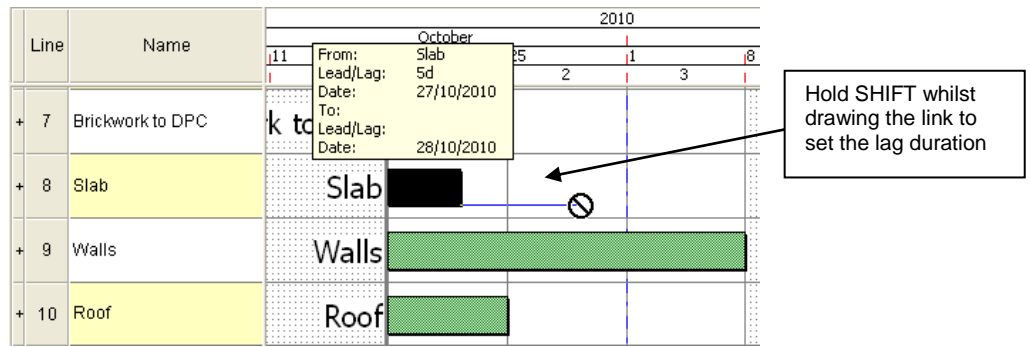 Line Name
2010
October
11 25 1 8
2 3
From: Slab
Lead/Lag: 5d
Date: 27/10/2010
To:
Lead/Lag:
Date: 28/10/2010
+ 7 Brickwork to DPC k to
+ 8 Slab Slab
+ 9 Walls Walls
+ 10 Roof Roof
Hold SHIFT whilst
drawing the link to
set the lag duration